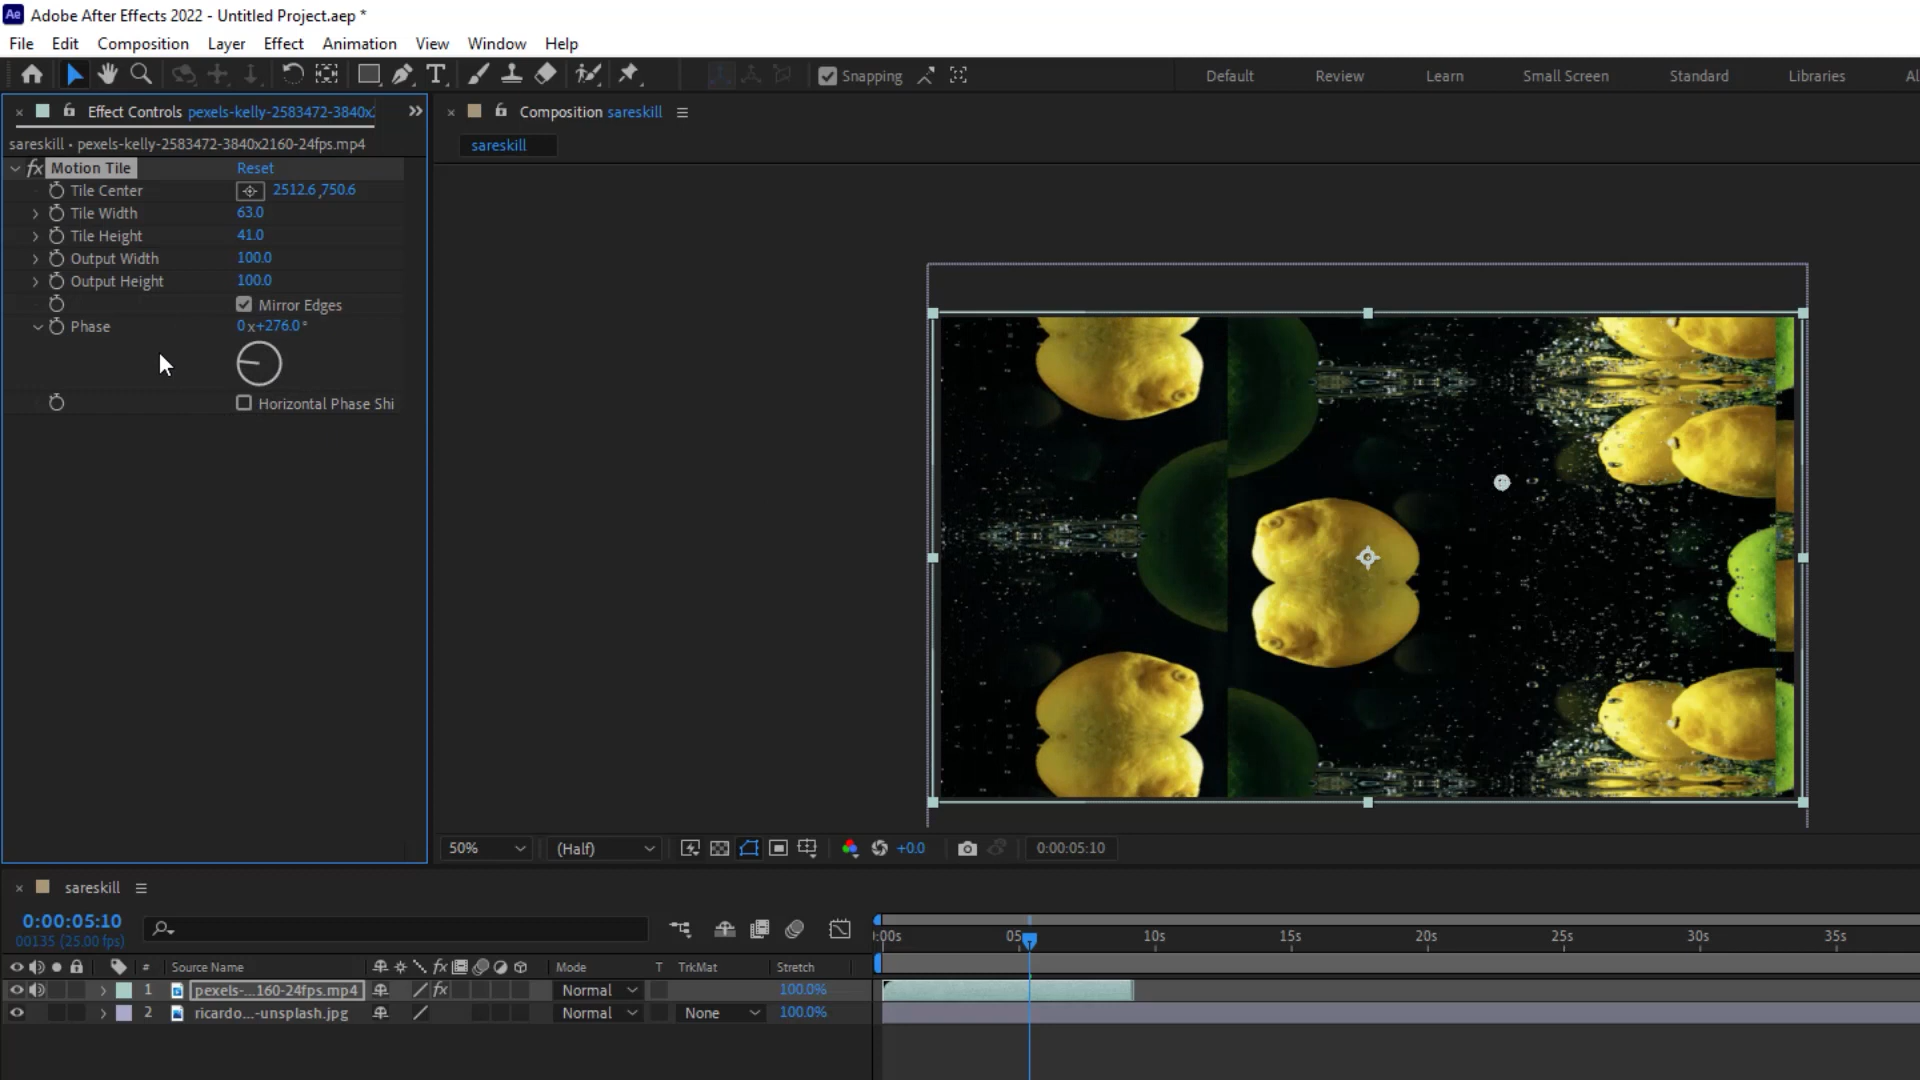 Ae Adobe After Effects 2022 - Untitled Project.aep *
File Edit Composition Layer Effect Animation View Window Help
Snapping Default Review Learn Small Screen Standard Libraries Al
Effect Controls pexels-kelly-2583472-3840x2
Composition sareskill
sareskill • pexels-kelly-2583472-3840x2160-24fps.mp4
sareskill
fx Motion Tile Reset
Tile Center 2512.6,750.6
Tile Width 63.0
Tile Height 41.0
Output Width 100.0
Output Height 100.0
Mirror Edges
Phase 0x+276.0°
Horizontal Phase Shi
50% (Half) +0.0 0:00:05:10
sareskill
0:00:05:10
00135 (25.00 fps)
:00s 05s 10s 15s 20s 25s 30s 35s
# Source Name fx Mode T TrkMat Stretch
1 pexels-...160-24fps.mp4 fx Normal 100.0%
2 ricardo...-unsplash.jpg Normal None 100.0%